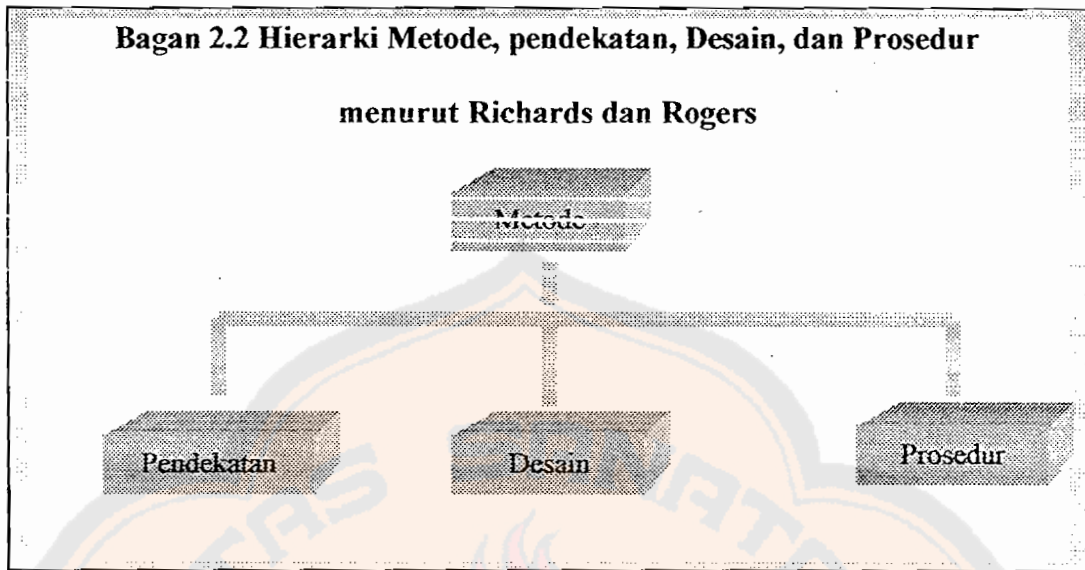 Bagan 2.2 Hierarki Metode, pendekatan, Desain, dan Prosedur
menurut Richards dan Rogers
Metode
Pendekatan
Desain
Prosedur